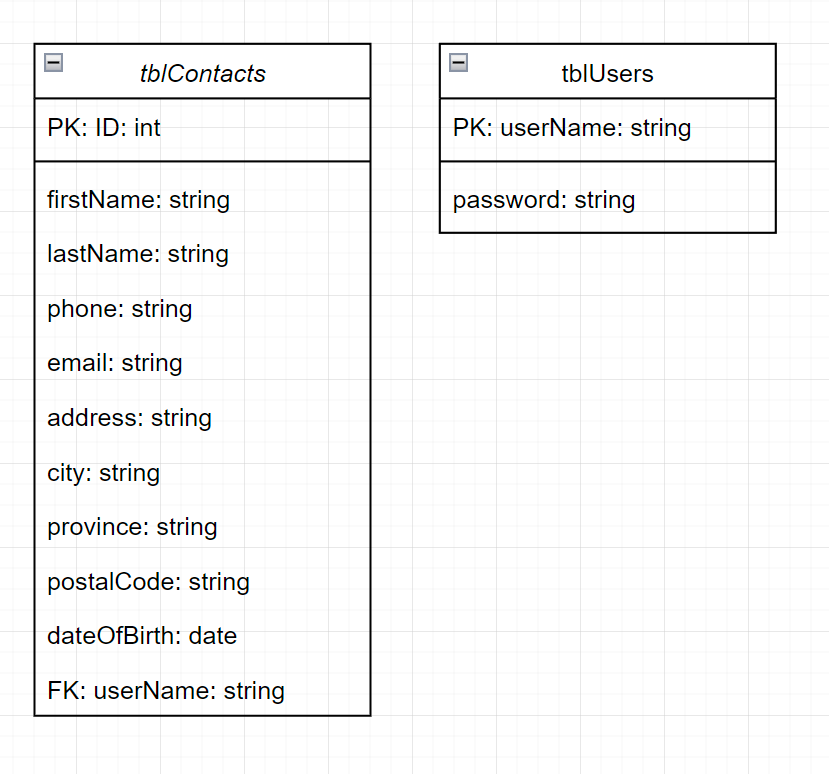 tblContacts
PK: ID: int
firstName: string
lastName: string
phone: string
email: string
address: string
city: string
province: string
postalCode: string
dateOfBirth: date
FK: userName: string
tblUsers
PK: userName: string
password: string